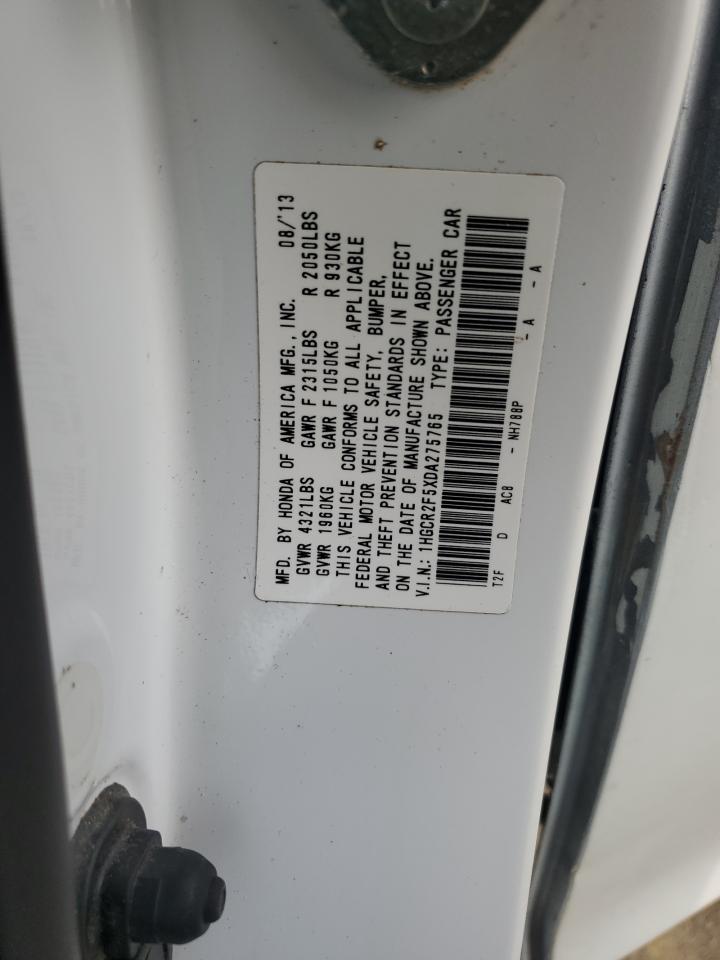 MFD. BY HONDA OF AMERICA MFG., INC. 08/'13
GVWR 4321LBS GAWR F 2315LBS R 2050LBS
GVWR 1960KG GAWR F 1050KG R 930KG
THIS VEHICLE CONFORMS TO ALL APPLICABLE
FEDERAL MOTOR VEHICLE SAFETY, BUMPER,
AND THEFT PREVENTION STANDARDS IN EFFECT
ON THE DATE OF MANUFACTURE SHOWN ABOVE.
V.I.N.: 1HGCR2F5XDA275765 TYPE: PASSENGER CAR
T2F D AC8 - NH788P - A - A